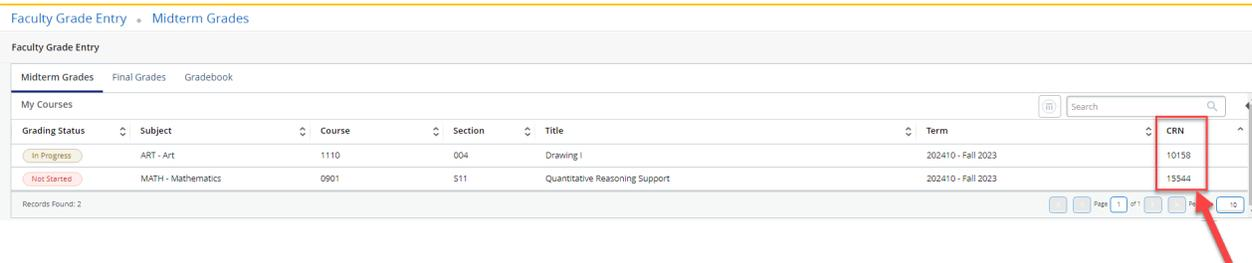 Faculty Grade Entry • Midterm Grades
Faculty Grade Entry
Midterm Grades Final Grades Gradebook
My Courses Search
Grading Status Subject Course Section Title Term CRN
In Progress ART - Art 1110 004 Drawing I 202410 - Fall 2023 10158
Not Started MATH - Mathematics 0901 S11 Quantitative Reasoning Support 202410 - Fall 2023 15544
Records Found: 2 Page 1 of 1 10